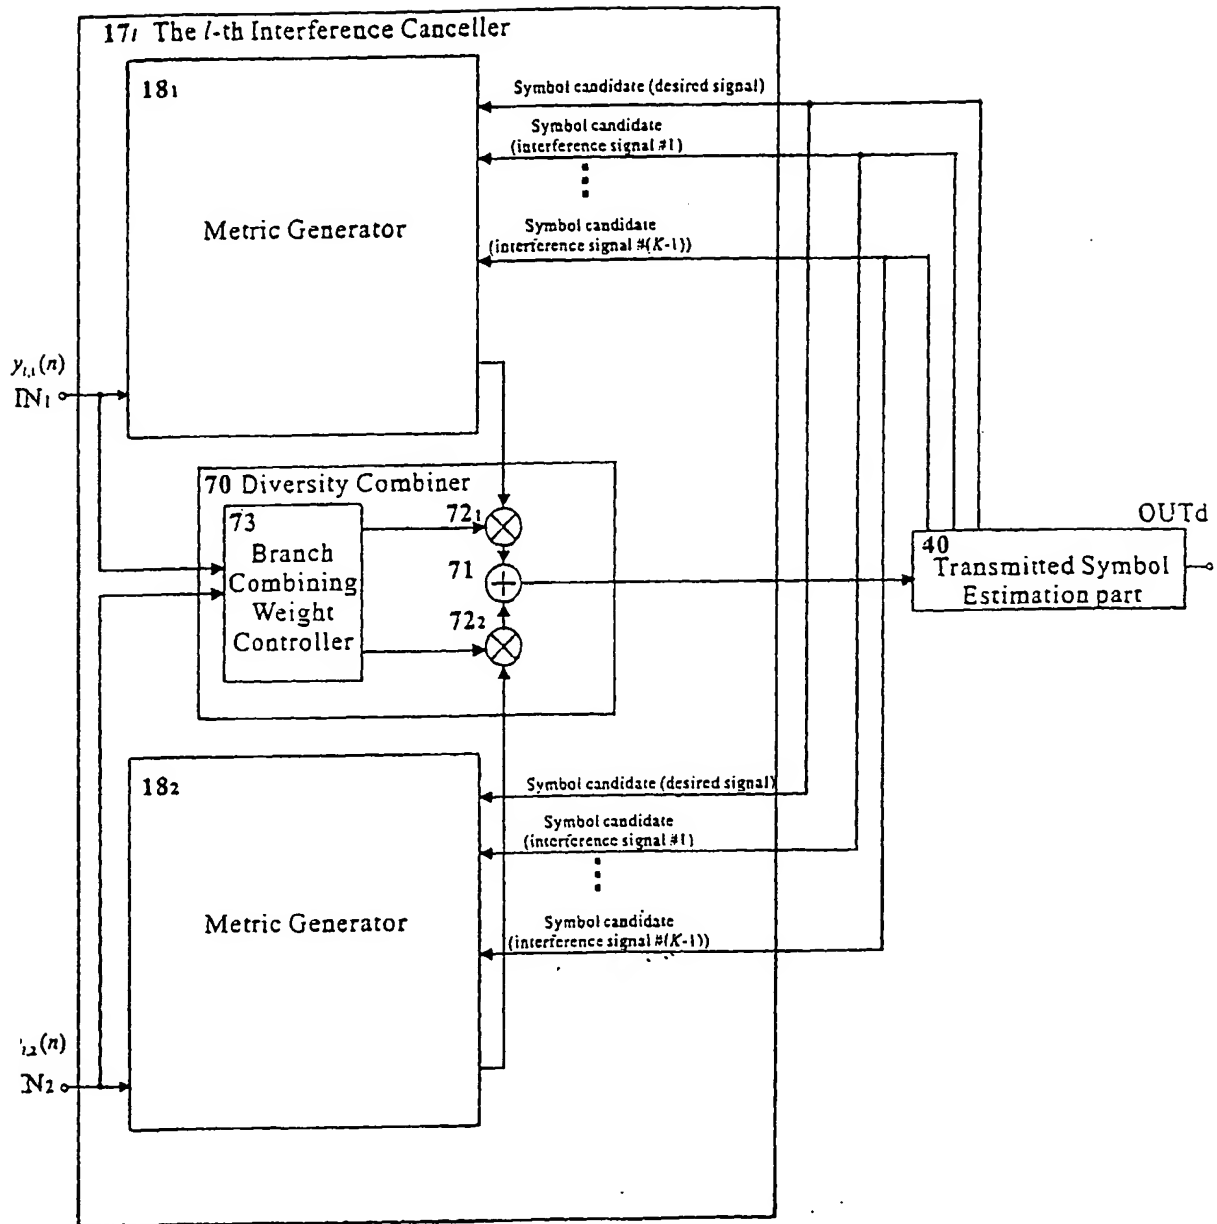 17l The l-th Interference Canceller
181
Metric Generator
Symbol candidate (desired signal)
Symbol candidate
(interference signal #1)
Symbol candidate
(interference signal #(K-1))
yl,1(n)
IN1
70 Diversity Combiner
73
Branch
Combining
Weight
Controller
721
71
722
OUTd
40
Transmitted Symbol
Estimation part
182
Metric Generator
Symbol candidate (desired signal)
Symbol candidate
(interference signal #1)
Symbol candidate
(interference signal #(K-1))
l,2(n)
IN2